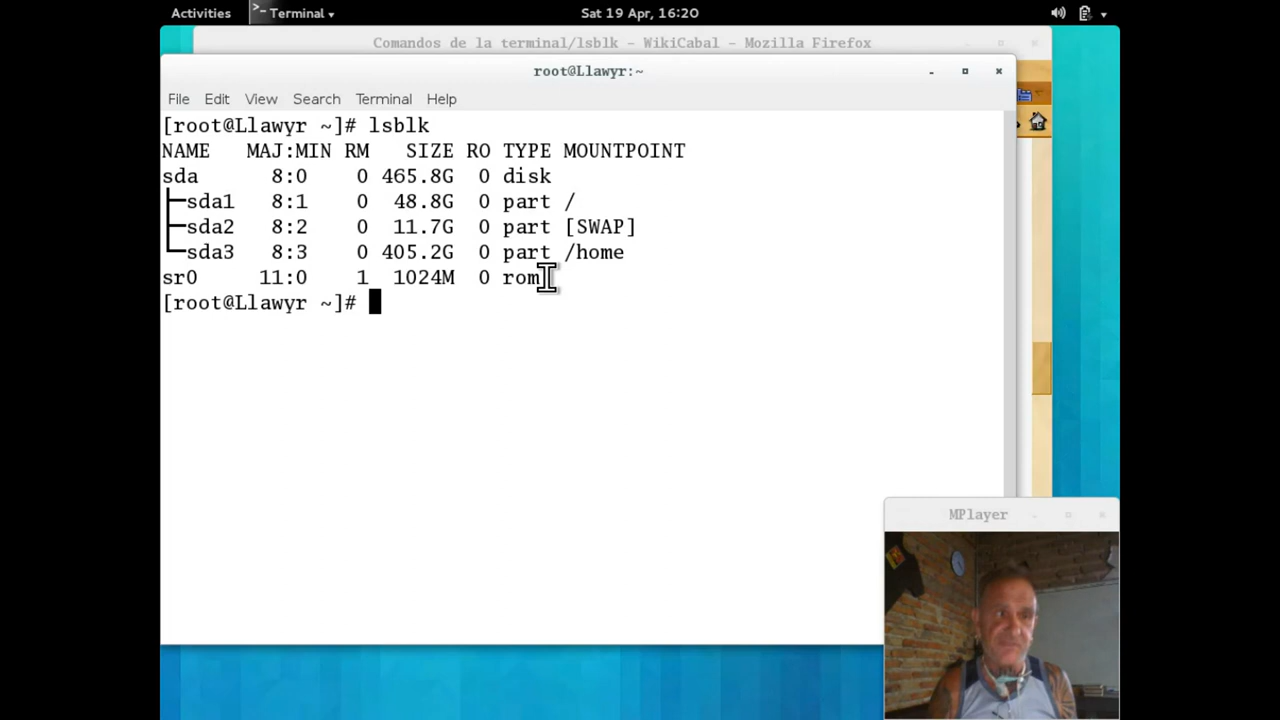 Activities Terminal Sat 19 Apr, 16:20
Comandos de la terminal/lsblk - WikiCabal - Mozilla Firefox
root@Llawyr:~
File Edit View Search Terminal Help
[root@Llawyr ~]# lsblk
NAME MAJ:MIN RM SIZE RO TYPE MOUNTPOINT
sda 8:0 0 465.8G 0 disk
├─sda1 8:1 0 48.8G 0 part /
├─sda2 8:2 0 11.7G 0 part [SWAP]
└─sda3 8:3 0 405.2G 0 part /home
sr0 11:0 1 1024M 0 rom
[root@Llawyr ~]#
MPlayer